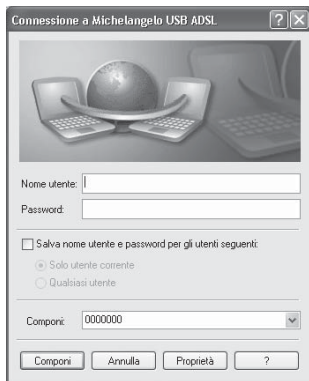 Connessione a Michelangelo USB ADSL
Nome utente:
Password:
Salva nome utente e password per gli utenti seguenti:
Solo utente corrente
Qualsiasi utente
Componi: 0000000
Componi Annulla Proprietà ?